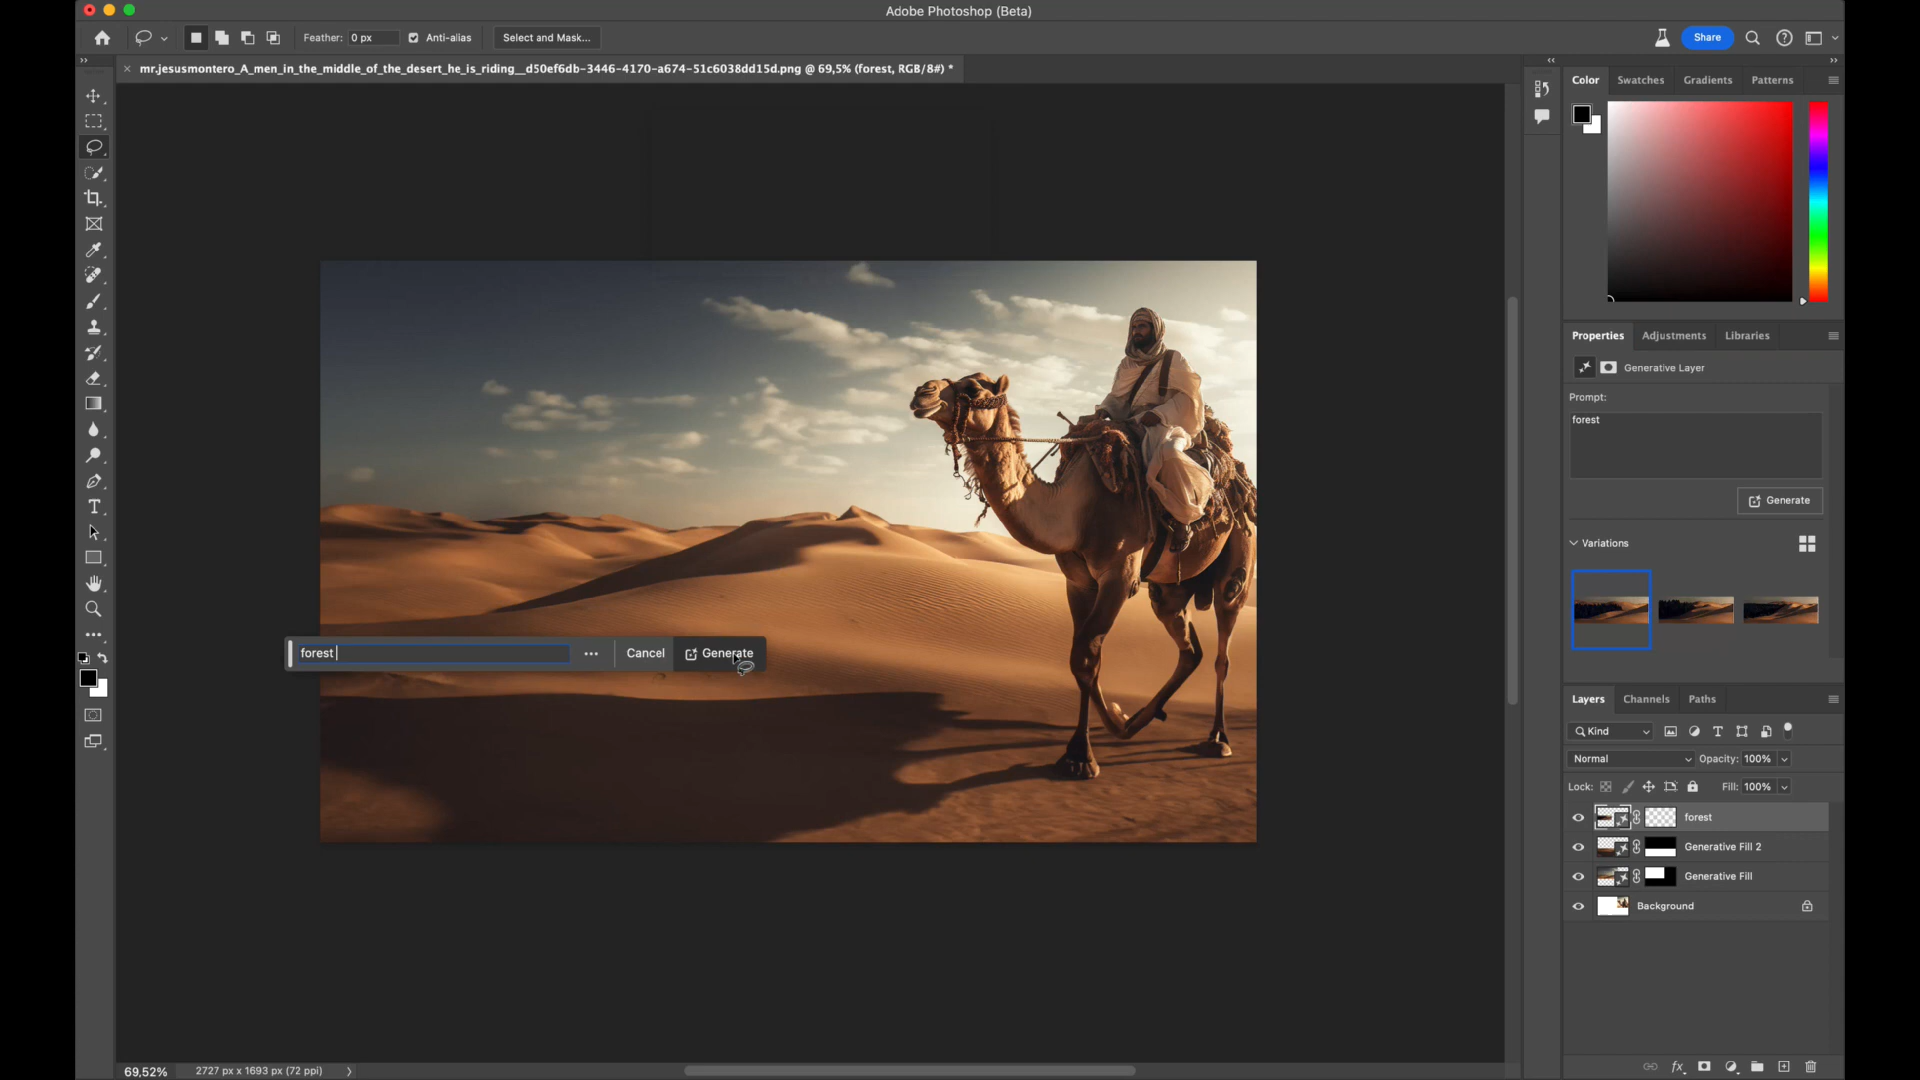 Adobe Photoshop (Beta)
Feather: 0 px Anti-alias Select and Mask... Share
mr.jesusmontero_A_men_in_the_middle_of_the_desert_he_is_riding__d50ef6db-3446-4170-a674-51c6038dd15d.png @ 69,5% (forest, RGB/8#) *
Color Swatches Gradients Patterns
Properties Adjustments Libraries
Generative Layer
Prompt:
forest
Generate
Variations
forest ... Cancel Generate
Layers Channels Paths
Kind
Normal Opacity: 100%
Lock: Fill: 100%
forest
Generative Fill 2
Generative Fill
Background
69,52% 2727 px x 1693 px (72 ppi)